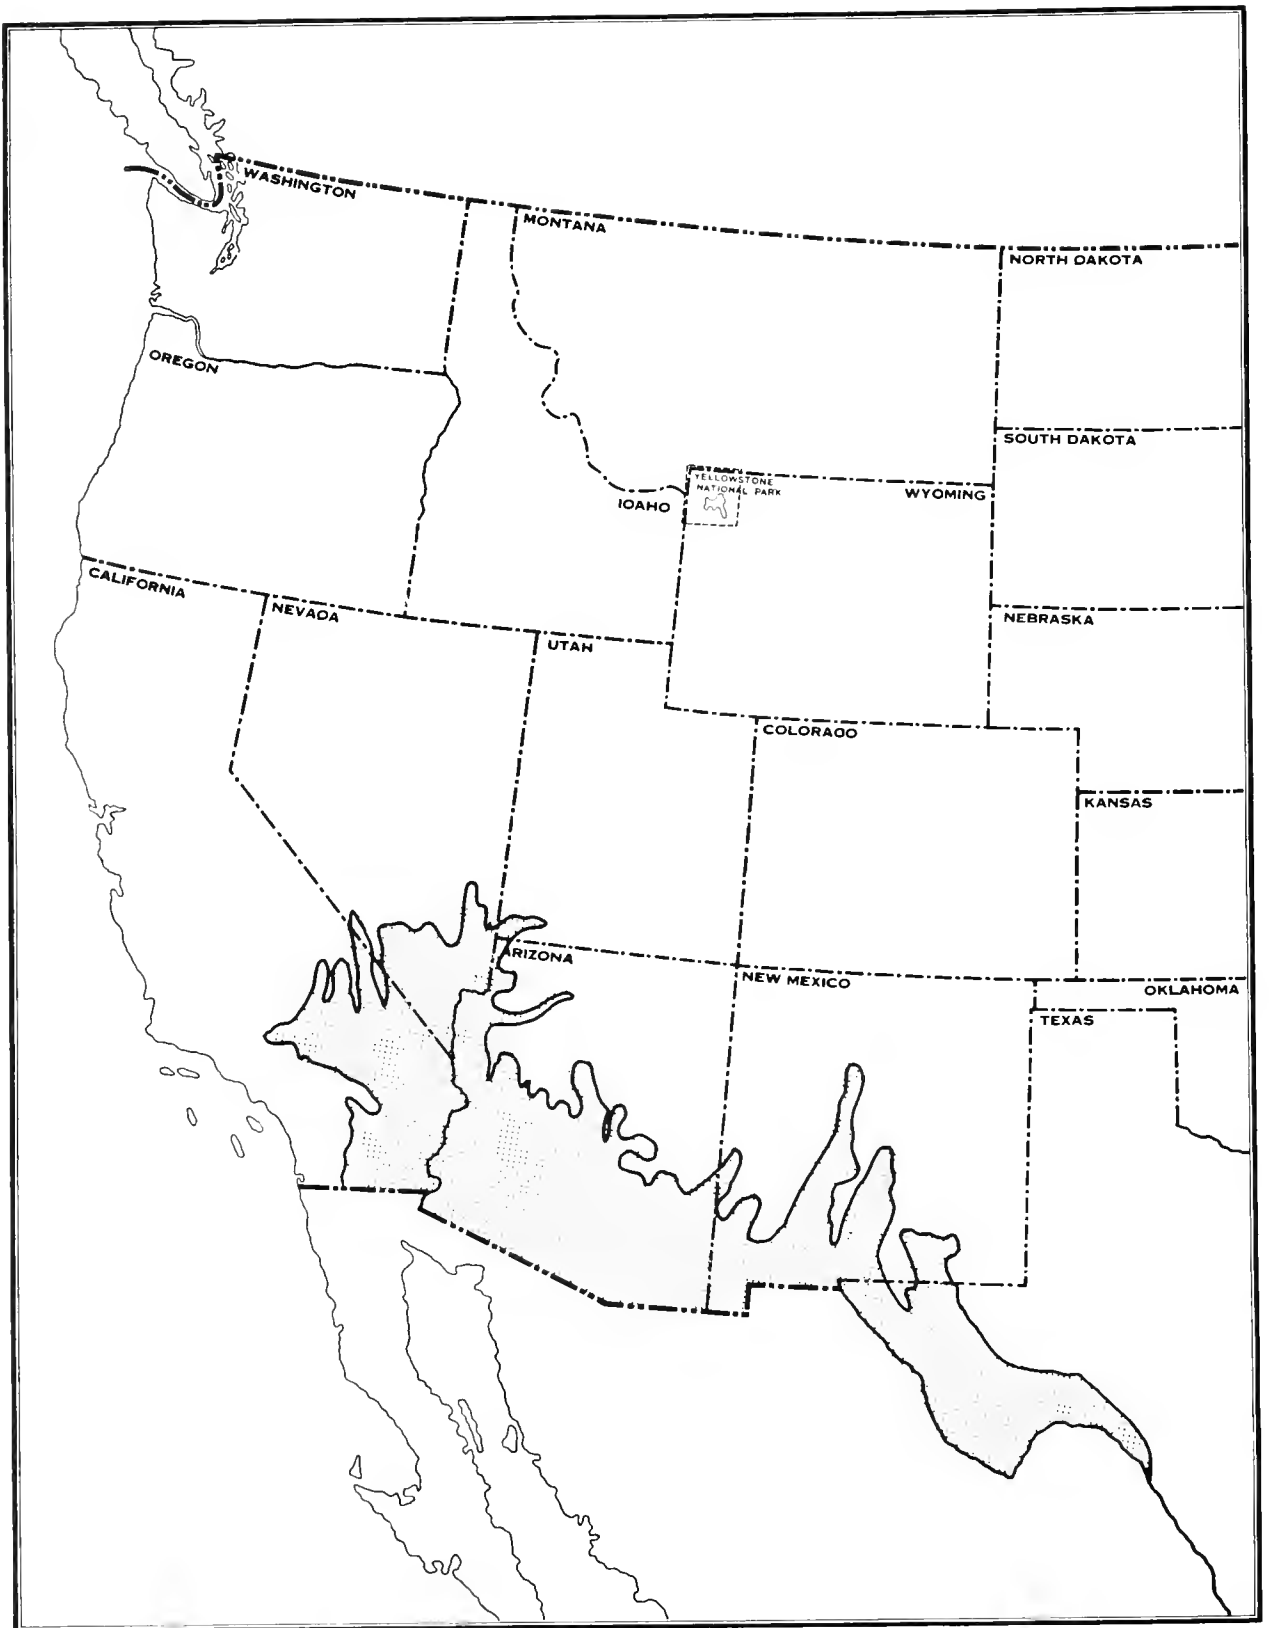 WASHINGTON
MONTANA
NORTH DAKOTA
OREGON
SOUTH DAKOTA
YELLOWSTONE
NATIONAL PARK
WYOMING
IOAHO
CALIFORNIA
NEVAOA
NEBRASKA
UTAH
COLORAOO
KANSAS
ARIZONA
NEW MEXICO
OKLAHOMA
TEXAS